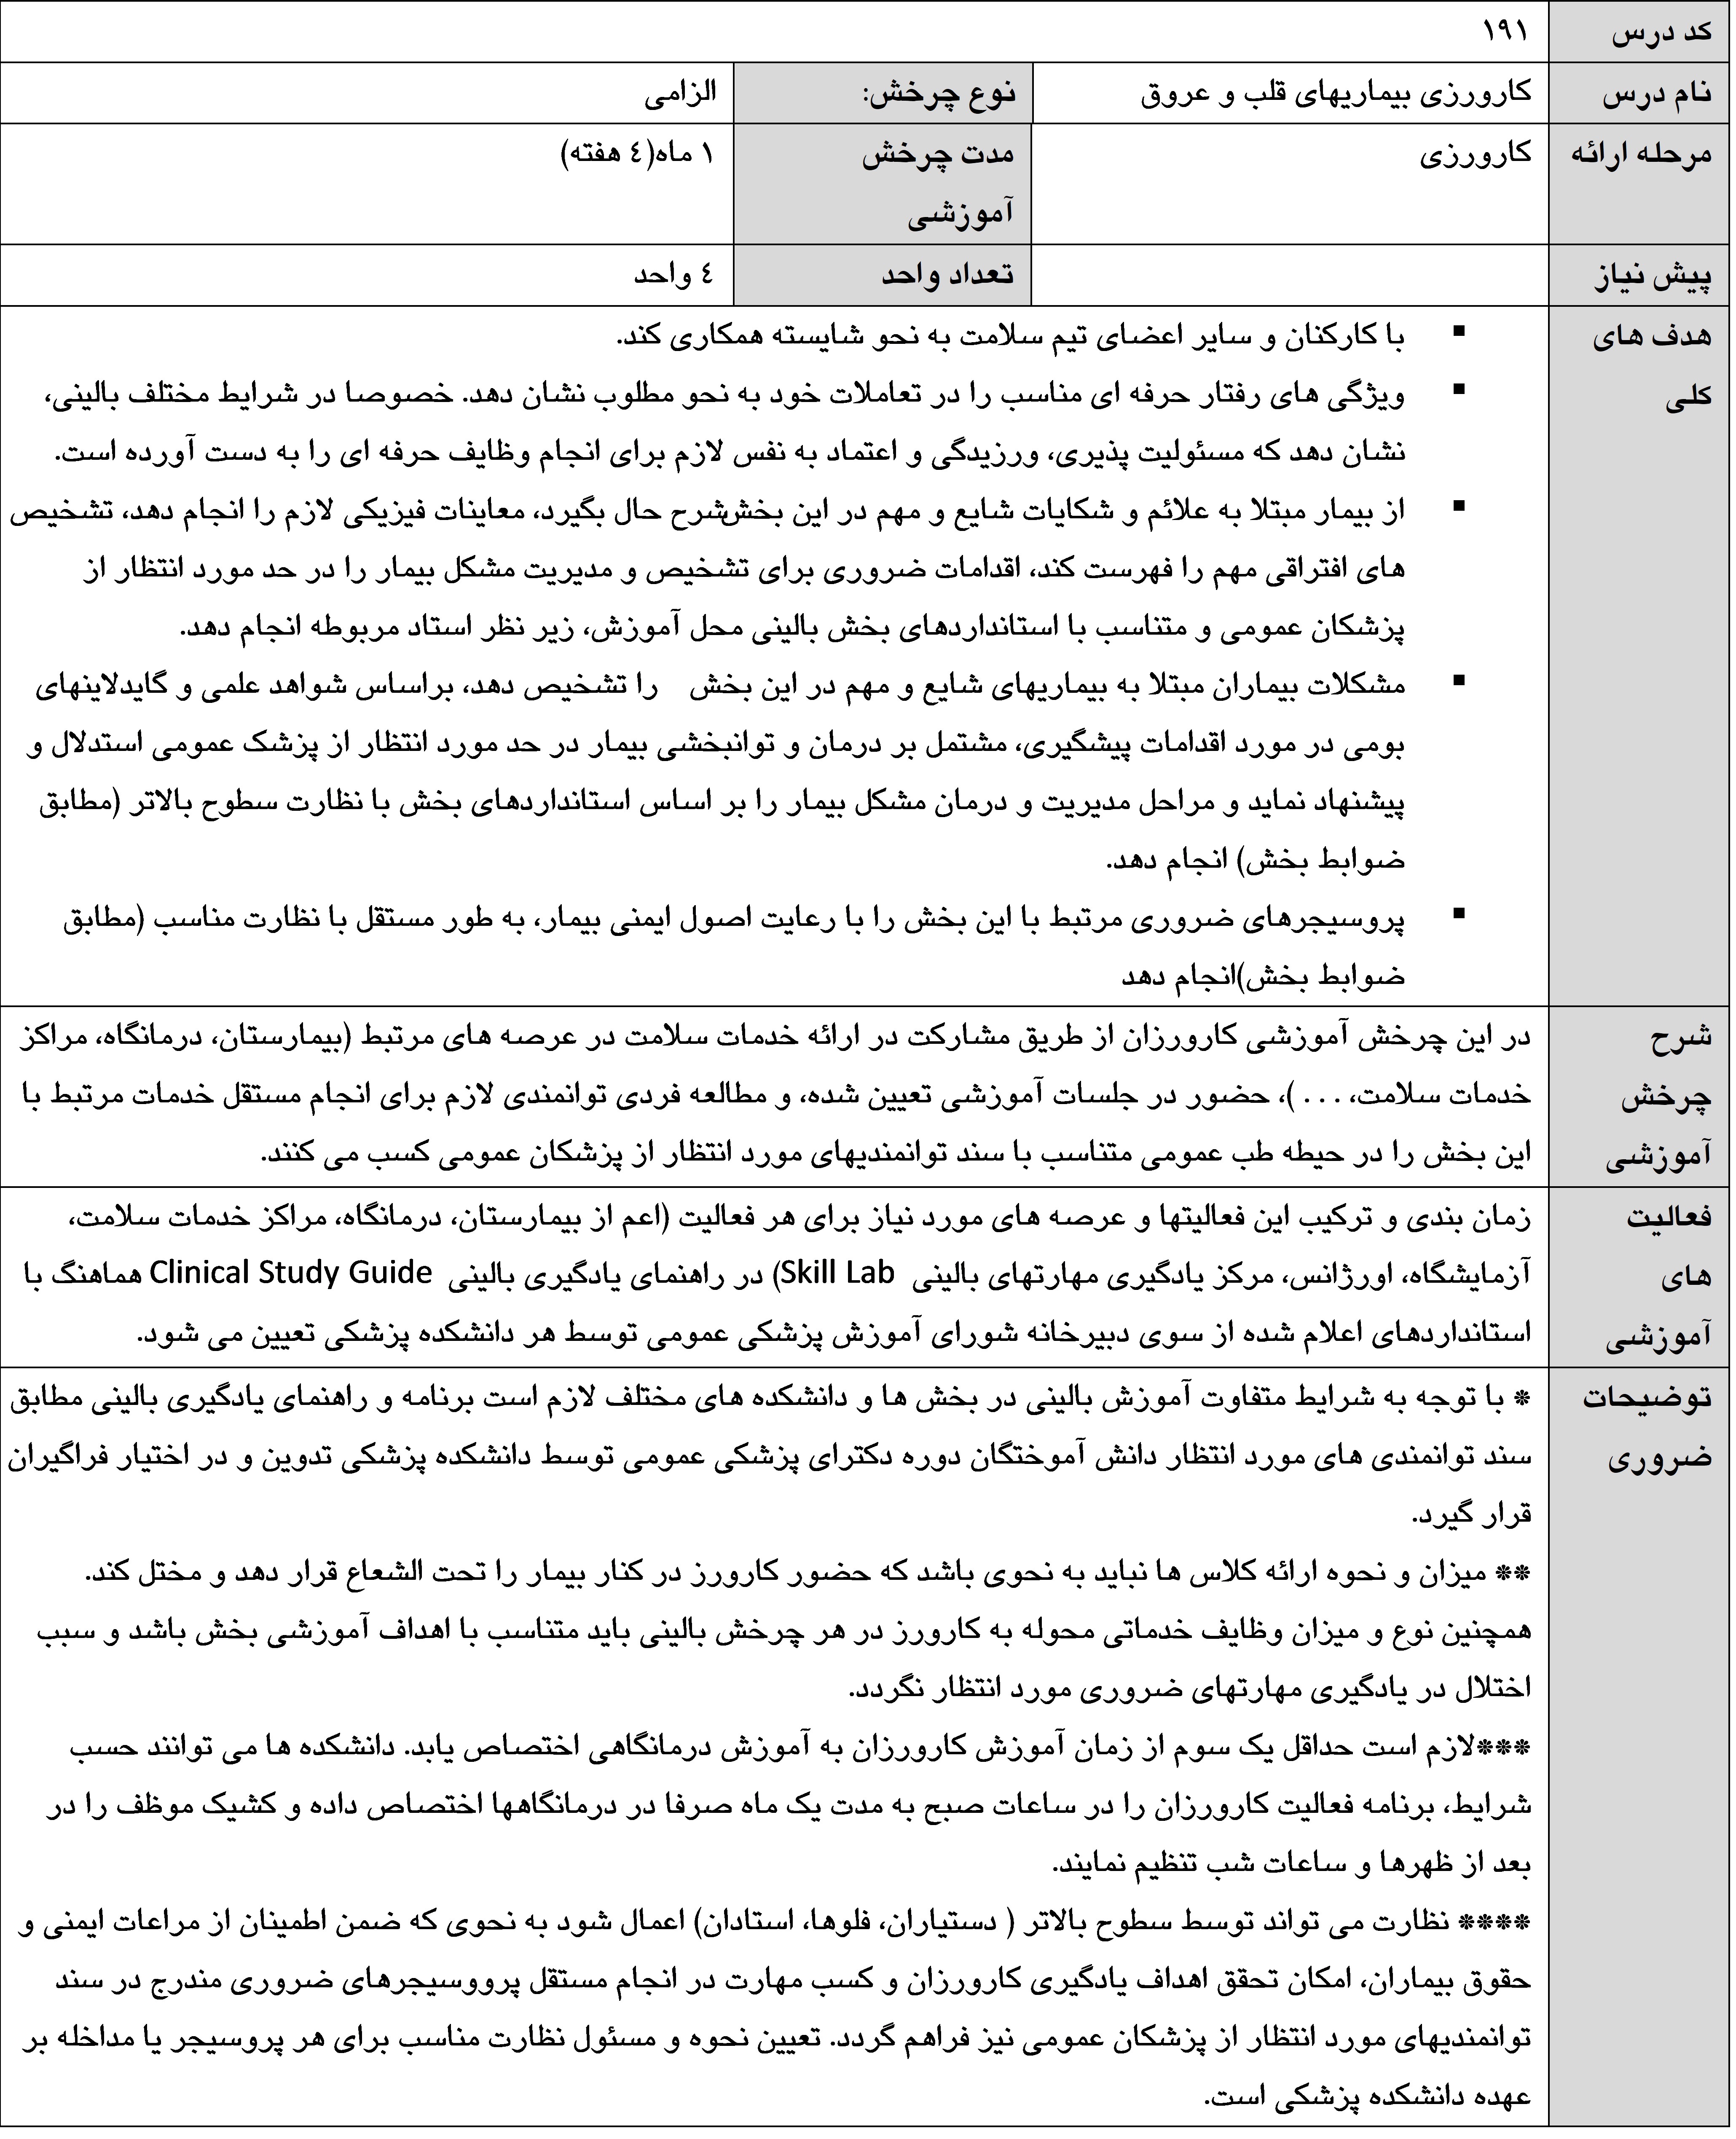 کد درس ۱۹۱
نام درس کارورزی بیماریهای قلب و عروق نوع چرخش: الزامی
مرحله ارائه کارورزی مدت چرخش ۱ ماه(٤ هفته)
آموزشی
پیش نیاز تعداد واحد ٤ واحد
هدف های
کلی
▪ با کارکنان و سایر اعضای تیم سلامت به نحو شایسته همکاری کند.
▪ ویژگی های رفتار حرفه ای مناسب را در تعاملات خود به نحو مطلوب نشان دهد. خصوصا در شرایط مختلف بالینی،
نشان دهد که مسئولیت پذیری، ورزیدگی و اعتماد به نفس لازم برای انجام وظایف حرفه ای را به دست آورده است.
▪ از بیمار مبتلا به علائم و شکایات شایع و مهم در این بخش‌شرح حال بگیرد، معاینات فیزیکی لازم را انجام دهد، تشخیص
های افتراقی مهم را فهرست کند، اقدامات ضروری برای تشخیص و مدیریت مشکل بیمار را در حد مورد انتظار از
پزشکان عمومی و متناسب با استانداردهای بخش بالینی محل آموزش، زیر نظر استاد مربوطه انجام دهد.
▪ مشکلات بیماران مبتلا به بیماریهای شایع و مهم در این بخش را تشخیص دهد، براساس شواهد علمی و گایدلاینهای
بومی در مورد اقدامات پیشگیری، مشتمل بر درمان و توانبخشی بیمار در حد مورد انتظار از پزشک عمومی استدلال و
پیشنهاد نماید و مراحل مدیریت و درمان مشکل بیمار را بر اساس استانداردهای بخش با نظارت سطوح بالاتر (مطابق
ضوابط بخش) انجام دهد.
▪ پروسیجرهای ضروری مرتبط با این بخش را با رعایت اصول ایمنی بیمار، به طور مستقل با نظارت مناسب (مطابق
ضوابط بخش)انجام دهد
شرح
چرخش
آموزشی
در این چرخش آموزشی کارورزان از طریق مشارکت در ارائه خدمات سلامت در عرصه های مرتبط (بیمارستان، درمانگاه، مراکز
خدمات سلامت، . . . )، حضور در جلسات آموزشی تعیین شده، و مطالعه فردی توانمندی لازم برای انجام مستقل خدمات مرتبط با
این بخش را در حیطه طب عمومی متناسب با سند توانمندیهای مورد انتظار از پزشکان عمومی کسب می کنند.
فعالیت
های
آموزشی
زمان بندی و ترکیب این فعالیتها و عرصه های مورد نیاز برای هر فعالیت (اعم از بیمارستان، درمانگاه، مراکز خدمات سلامت،
آزمایشگاه، اورژانس، مرکز یادگیری مهارتهای بالینی Skill Lab) در راهنمای یادگیری بالینی Clinical Study Guide هماهنگ با
استانداردهای اعلام شده از سوی دبیرخانه شورای آموزش پزشکی عمومی توسط هر دانشکده پزشکی تعیین می شود.
توضیحات
ضروری
* با توجه به شرایط متفاوت آموزش بالینی در بخش ها و دانشکده های مختلف لازم است برنامه و راهنمای یادگیری بالینی مطابق
سند توانمندی های مورد انتظار دانش آموختگان دوره دکترای پزشکی عمومی توسط دانشکده پزشکی تدوین و در اختیار فراگیران
قرار گیرد.
** میزان و نحوه ارائه کلاس ها نباید به نحوی باشد که حضور کارورز در کنار بیمار را تحت الشعاع قرار دهد و مختل کند.
همچنین نوع و میزان وظایف خدماتی محوله به کارورز در هر چرخش بالینی باید متناسب با اهداف آموزشی بخش باشد و سبب
اختلال در یادگیری مهارتهای ضروری مورد انتظار نگردد.
***لازم است حداقل یک سوم از زمان آموزش کارورزان به آموزش درمانگاهی اختصاص یابد. دانشکده ها می توانند حسب
شرایط، برنامه فعالیت کارورزان را در ساعات صبح به مدت یک ماه صرفا در درمانگاهها اختصاص داده و کشیک موظف را در
بعد از ظهرها و ساعات شب تنظیم نمایند.
**** نظارت می تواند توسط سطوح بالاتر ( دستیاران، فلوها، استادان) اعمال شود به نحوی که ضمن اطمینان از مراعات ایمنی و
حقوق بیماران، امکان تحقق اهداف یادگیری کارورزان و کسب مهارت در انجام مستقل پرووسیجرهای ضروری مندرج در سند
توانمندیهای مورد انتظار از پزشکان عمومی نیز فراهم گردد. تعیین نحوه و مسئول نظارت مناسب برای هر پروسیجر یا مداخله بر
عهده دانشکده پزشکی است.